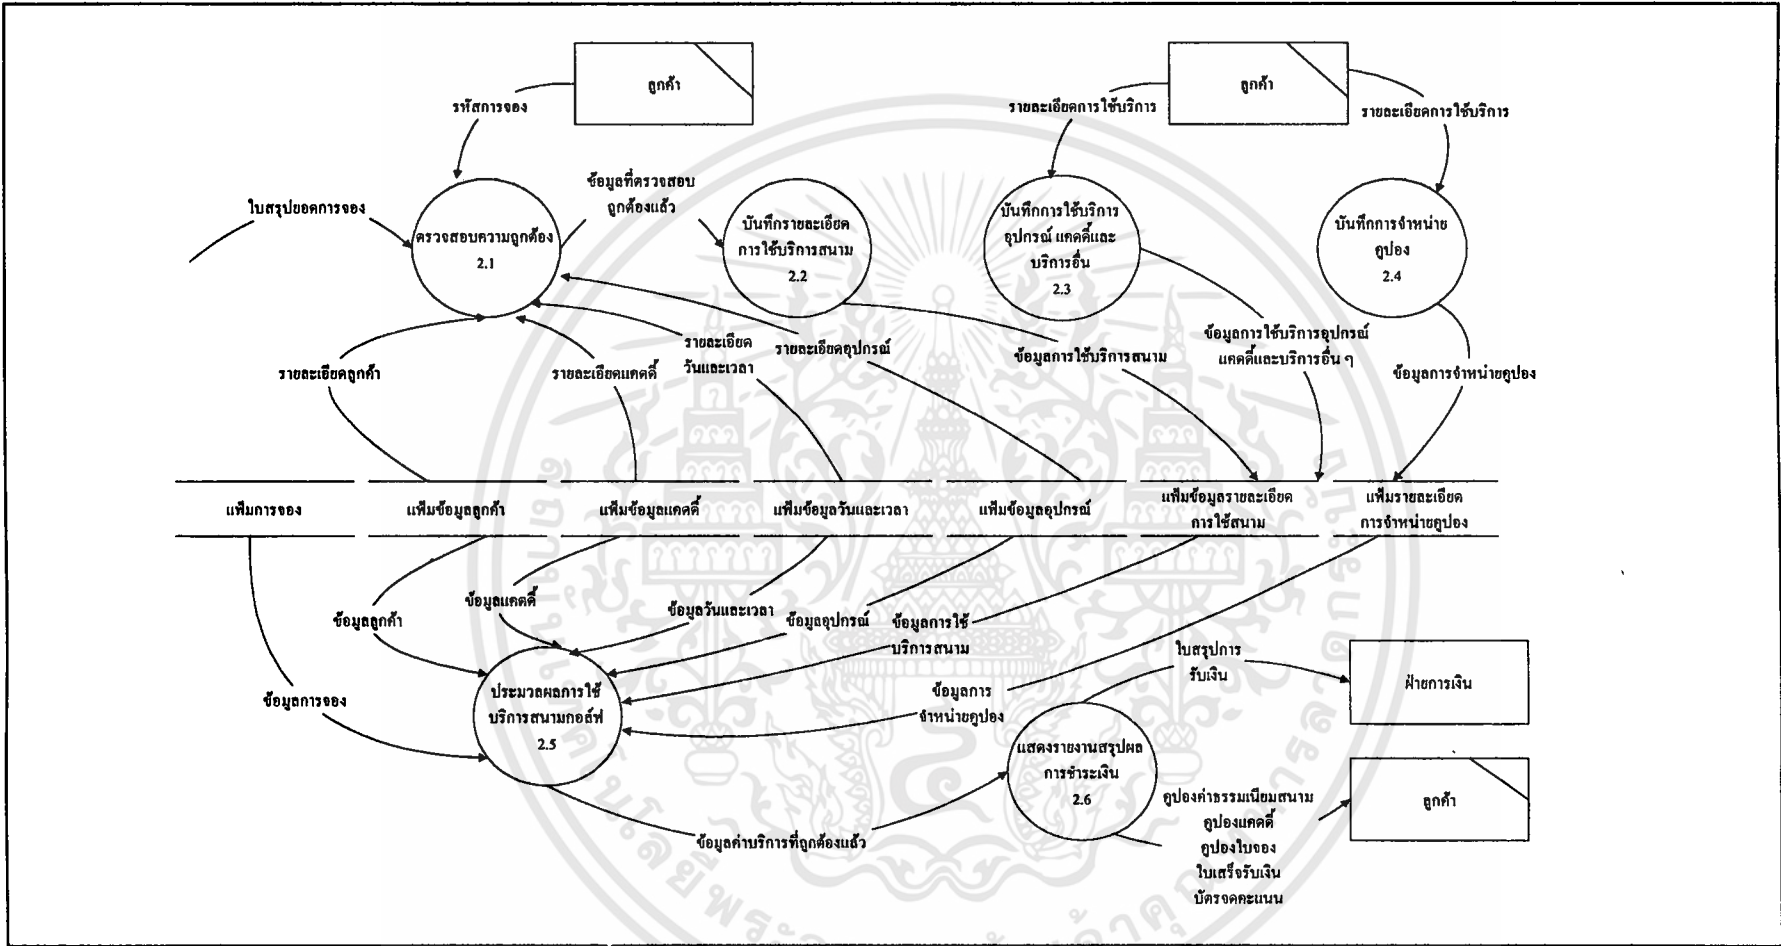 ลูกค้า
ลูกค้า
รหัสการจอง
รายละเอียดการใช้บริการ
รายละเอียดการใช้บริการ
ใบสรุปยอดการจอง
ข้อมูลที่ตรวจสอบ
ถูกต้องแล้ว
ตรวจสอบความถูกต้อง
2.1
บันทึกรายละเอียด
การใช้บริการสนาม
2.2
บันทึกการใช้บริการ
อุปกรณ์ แคดดี้และ
บริการอื่น
2.3
บันทึกการจำหน่าย
คูปอง
2.4
รายละเอียดลูกค้า
รายละเอียดแคดดี้
รายละเอียด
วันและเวลา
รายละเอียดอุปกรณ์
ข้อมูลการใช้บริการสนาม
ข้อมูลการใช้บริการอุปกรณ์
แคดดี้และบริการอื่น ๆ
ข้อมูลการจำหน่ายคูปอง
แฟ้มการจอง
แฟ้มข้อมูลลูกค้า
แฟ้มข้อมูลแคดดี้
แฟ้มข้อมูลวันและเวลา
แฟ้มข้อมูลอุปกรณ์
แฟ้มข้อมูลรายละเอียด
การใช้สนาม
แฟ้มรายละเอียด
การจำหน่ายคูปอง
ข้อมูลการจอง
ข้อมูลลูกค้า
ข้อมูลแคดดี้
ข้อมูลวันและเวลา
ข้อมูลอุปกรณ์
ข้อมูลการใช้
บริการสนาม
ข้อมูลการ
จำหน่ายคูปอง
ประมวลผลการใช้
บริการสนามกอล์ฟ
2.5
ใบสรุปการ
รับเงิน
ฝ่ายการเงิน
แสดงรายงานสรุปผล
การชำระเงิน
2.6
ข้อมูลค่าบริการที่ถูกต้องแล้ว
คูปองค่าธรรมเนียมสนาม
คูปองแคดดี้
คูปองใบจอง
ใบเสร็จรับเงิน
บัตรจดคะแนน
ลูกค้า